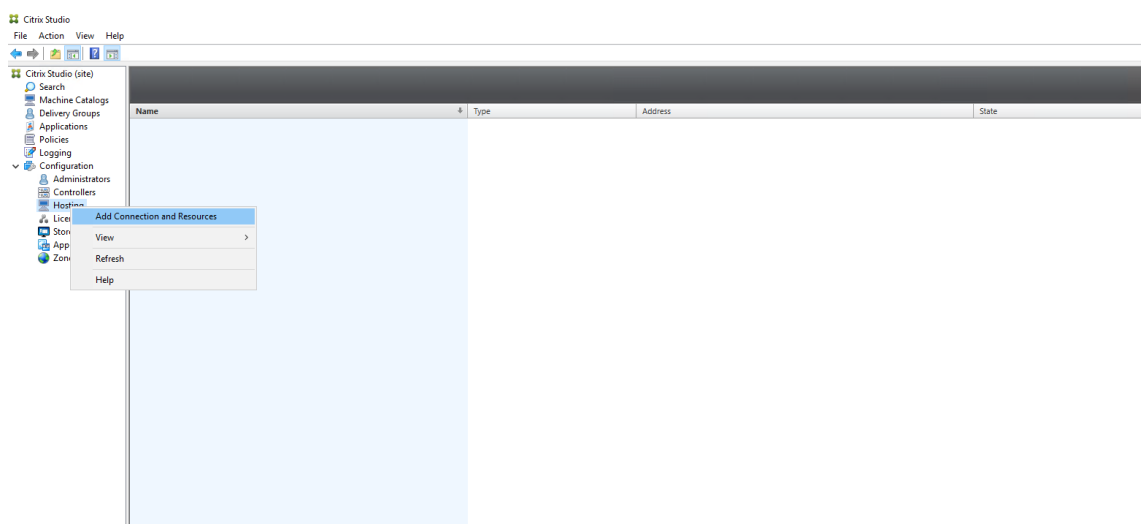 Citrix Studio
File Action View Help
Citrix Studio (site)
Search
Machine Catalogs
Delivery Groups
Applications
Policies
Logging
Configuration
Administrators
Controllers
Hosting
Add Connection and Resources
View
Refresh
Help
Name Type Address State